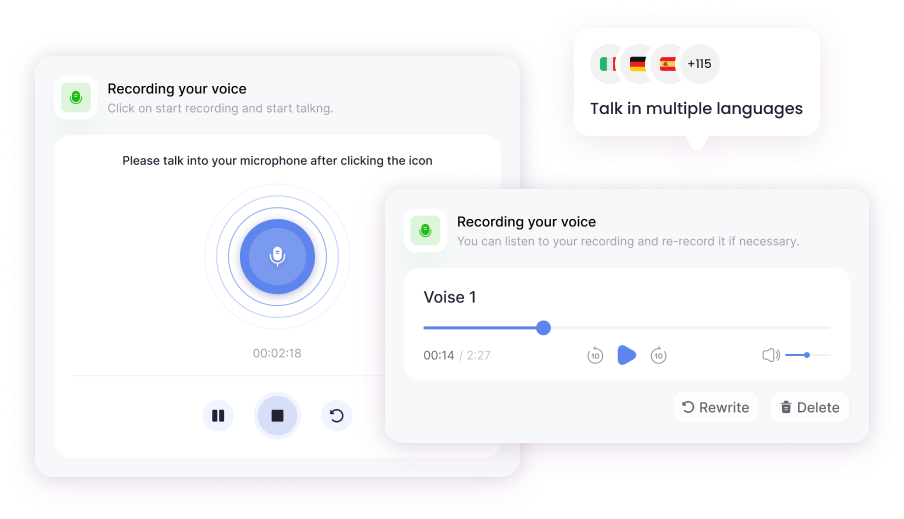 Recording your voice
Click on start recording and start talkng.
Please talk into your microphone after clicking the icon
00:02:18
+115
Talk in multiple languages
Recording your voice
You can listen to your recording and re-record it if necessary.
Voise 1
00:14 / 2:27
10
10
Rewrite
Delete